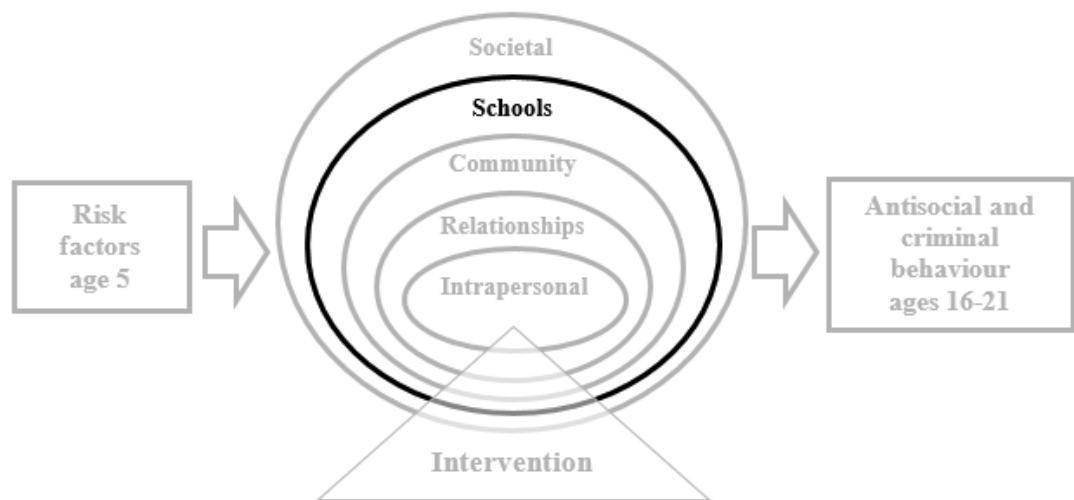 Societal
Schools
Community
Relationships
Intrapersonal
Risk
factors
age 5
Antisocial and
criminal
behaviour
ages 16-21
Intervention